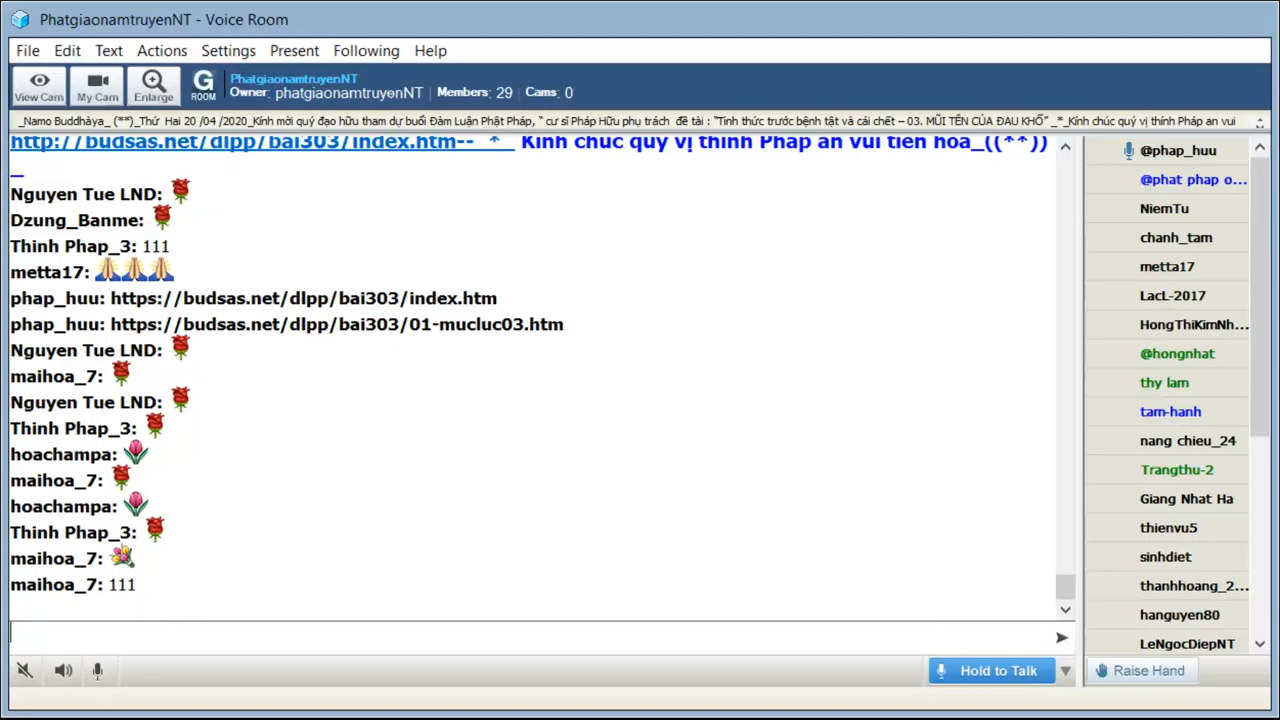 PhatgiaonamtruyenNT - Voice Room
File Edit Text Actions Settings Present Following Help
View Cam My Cam Enlarge G ROOM
PhatgiaonamtruyenNT
Owner: phatgiaonamtruyenNT Members: 29 Cams: 0
_Namo Buddhàya_ (**)_Thứ Hai 20 /04 /2020_Kính mời quý đạo hữu tham dự buổi Đàm Luận Phật Pháp, “ cư sĩ Pháp Hữu phụ trách đề tài : "Tinh thức trước bệnh tật và cái chết – 03. MŨI TÊN CỦA ĐAU KHỔ ” _*_Kính chúc quý vị thính Pháp an vui
http://budsas.net/dlpp/bai303/index.htm--_*_ Kính chúc quý vị thính Pháp an vui tiến hóa_((**))
_
Nguyen Tue LND:
Dzung_Banme:
Thinh Phap_3: 111
metta17:
phap_huu: https://budsas.net/dlpp/bai303/index.htm
phap_huu: https://budsas.net/dlpp/bai303/01-mucluc03.htm
Nguyen Tue LND:
maihoa_7:
Nguyen Tue LND:
Thinh Phap_3:
hoachampa:
maihoa_7:
hoachampa:
Thinh Phap_3:
maihoa_7:
maihoa_7: 111
@phap_huu
@phat phap o...
NiemTu
chanh_tam
metta17
LacL-2017
HongThiKimNh...
@hongnhat
thy lam
tam-hanh
nang chieu_24
Trangthu-2
Giang Nhat Ha
thienvu5
sinhdiet
thanhhoang_2...
hanguyen80
LeNgocDiepNT
Hold to Talk
Raise Hand